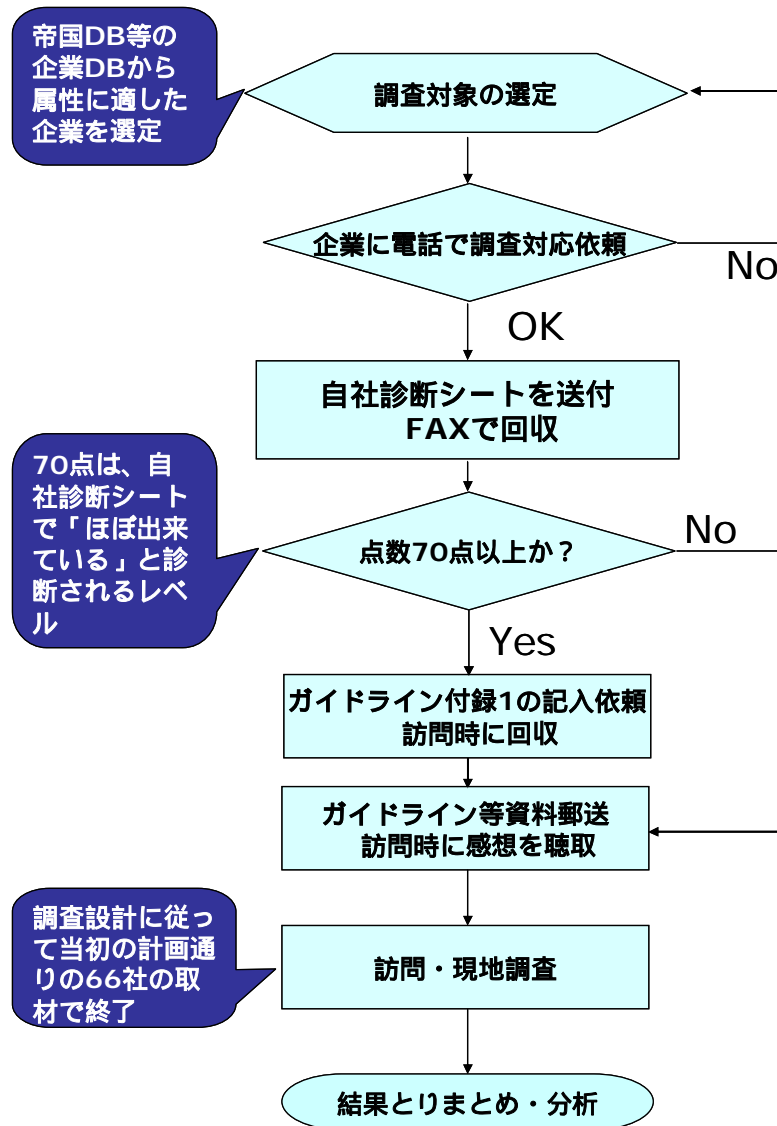 帝国DB等の
企業DBから
属性に適した
企業を選定
調査対象の選定
企業に電話で調査対応依頼
No
OK
自社診断シートを送付
FAXで回収
70点は、自
社診断シート
で「ほぼ出来
ている」と診
断されるレベ
ル
点数70点以上か？
No
Yes
ガイドライン付録1の記入依頼
訪問時に回収
ガイドライン等資料郵送
訪問時に感想を聴取
調査設計に従っ
て当初の計画通
りの66社の取
材で終了
訪問・現地調査
結果とりまとめ・分析